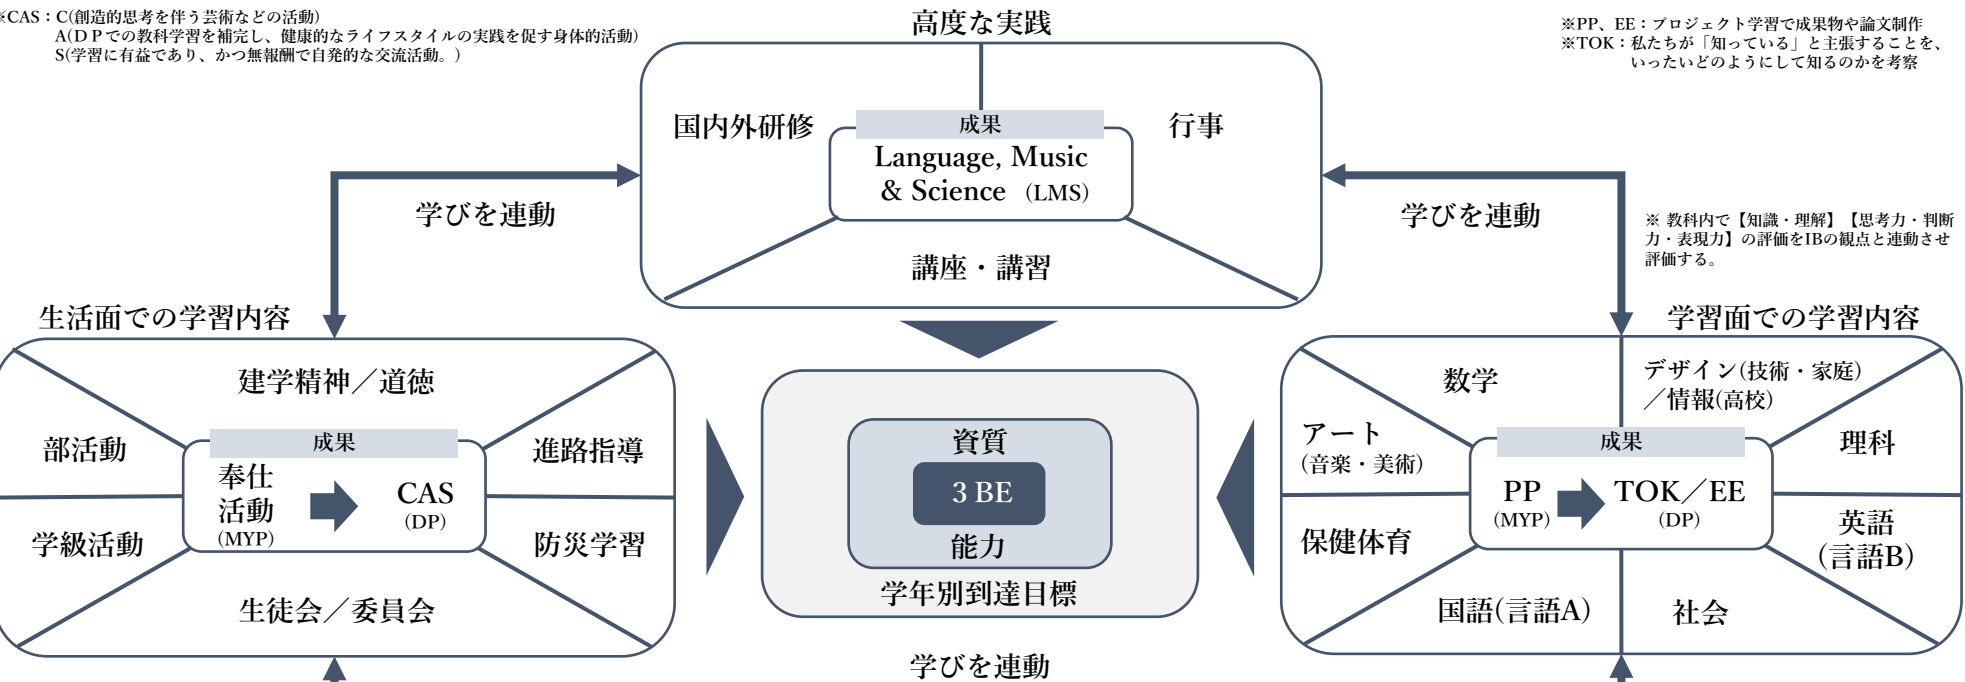 ※CAS：C(創造的思考を伴う芸術などの活動)
A(ＤＰでの教科学習を補完し、健康的なライフスタイルの実践を促す身体的活動)
S(学習に有益であり、かつ無報酬で自発的な交流活動。)
高度な実践
※PP、EE：プロジェクト学習で成果物や論文制作
※TOK：私たちが「知っている」と主張することを、
いったいどのようにして知るのかを考察
国内外研修
成果
Language, Music
& Science （LMS）
行事
講座・講習
学びを連動
学びを連動
※ 教科内で【知識・理解】【思考力・判断
力・表現力】の評価をIBの観点と連動させ
評価する。
生活面での学習内容
建学精神／道徳
部活動
成果
進路指導
奉仕
活動
(MYP)
CAS
(DP)
学級活動
防災学習
生徒会／委員会
資質
3 BE
能力
学年別到達目標
学びを連動
学習面での学習内容
数学
デザイン(技術・家庭)
／情報(高校)
アート
(音楽・美術)
成果
理科
PP
(MYP)
TOK／EE
(DP)
保健体育
英語
(言語B)
国語(言語A)
社会